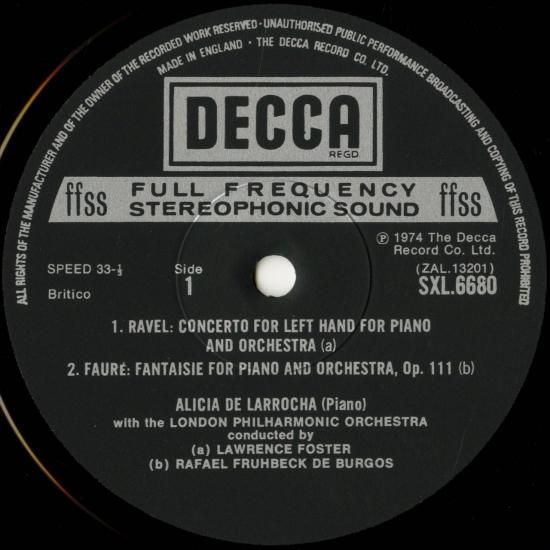 ALL RIGHTS OF THE MANUFACTURER AND OF THE OWNER OF THE RECORDED WORK RESERVED · UNAUTHORISED PUBLIC PERFORMANCE BROADCASTING AND COPYING OF THIS RECORD PROHIBITED
MADE IN ENGLAND · THE DECCA RECORD CO. LTD.
DECCA
REGD.
ffss FULL FREQUENCY STEREOPHONIC SOUND ffss
Ⓟ 1974 The Decca
Record Co. Ltd.
SPEED 33-⅓ Side (ZAL.13201)
1 SXL.6680
Britico
1. RAVEL: CONCERTO FOR LEFT HAND FOR PIANO
AND ORCHESTRA (a)
2. FAURÉ: FANTAISIE FOR PIANO AND ORCHESTRA, Op. 111 (b)
ALICIA DE LARROCHA (Piano)
with the LONDON PHILHARMONIC ORCHESTRA
conducted by
(a) LAWRENCE FOSTER
(b) RAFAEL FRUHBECK DE BURGOS